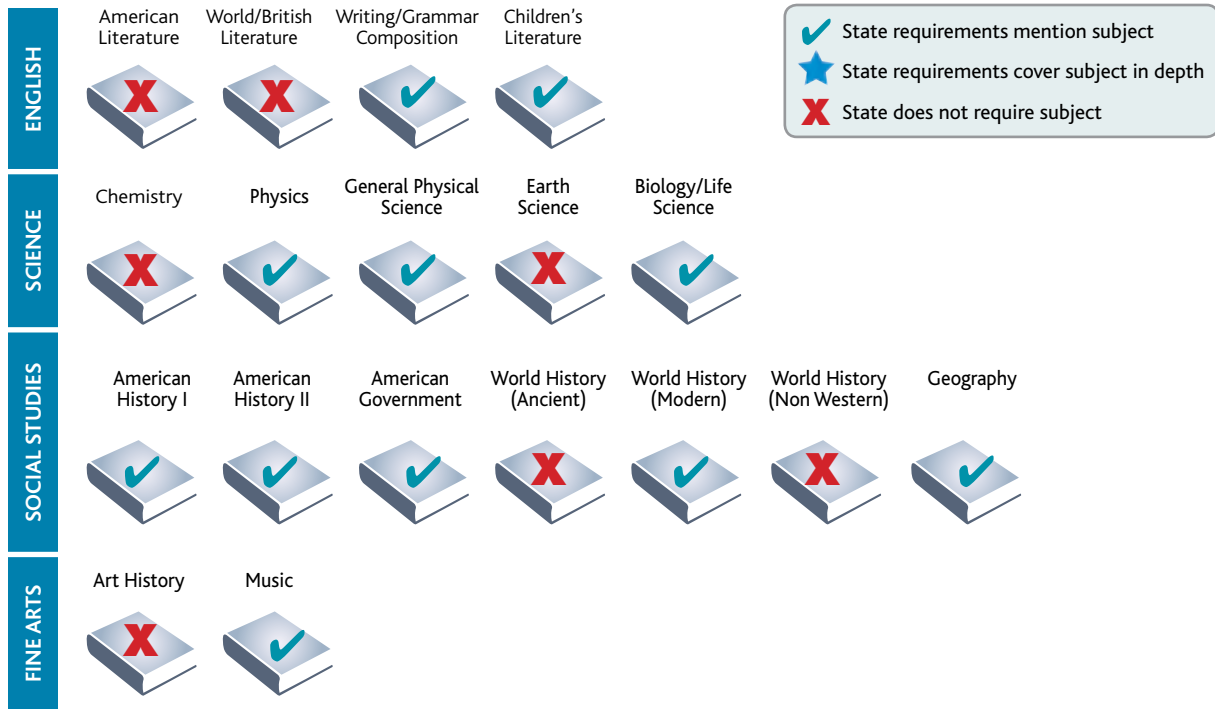 ENGLISH
American
Literature
World/British
Literature
Writing/Grammar
Composition
Children's
Literature
State requirements mention subject
State requirements cover subject in depth
State does not require subject
SCIENCE
Chemistry
Physics
General Physical
Science
Earth
Science
Biology/Life
Science
SOCIAL STUDIES
American
History I
American
History II
American
Government
World History
(Ancient)
World History
(Modern)
World History
(Non Western)
Geography
FINE ARTS
Art History
Music